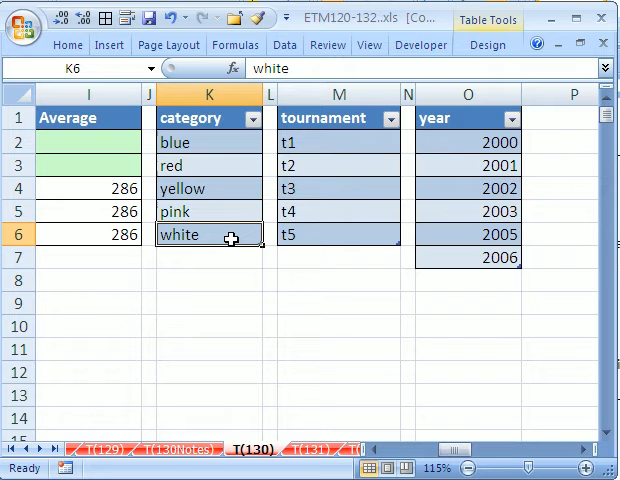 ETM120-132..xls [Co... Table Tools
Home Insert Page Layout Formulas Data Review View Developer Design
K6 fx white
I J K L M N O P
1 Average category tournament year
2 blue t1 2000
3 red t2 2001
4 286 yellow t3 2002
5 286 pink t4 2003
6 286 white t5 2005
7 2006
8
9
10
11
12
13
14
15
T(129) T(130Notes) T(130) T(131)
Ready 115%